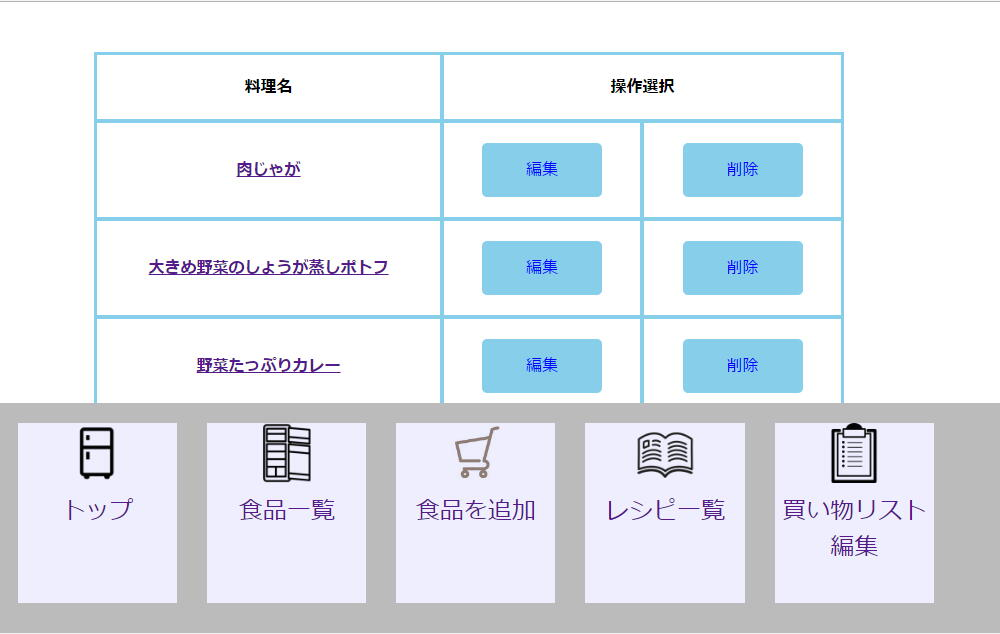 料理名 操作選択
肉じゃが 編集 削除
大きめ野菜のしょうが蒸しポトフ 編集 削除
野菜たっぷりカレー 編集 削除
トップ 食品一覧 食品を追加 レシピ一覧 買い物リスト
編集